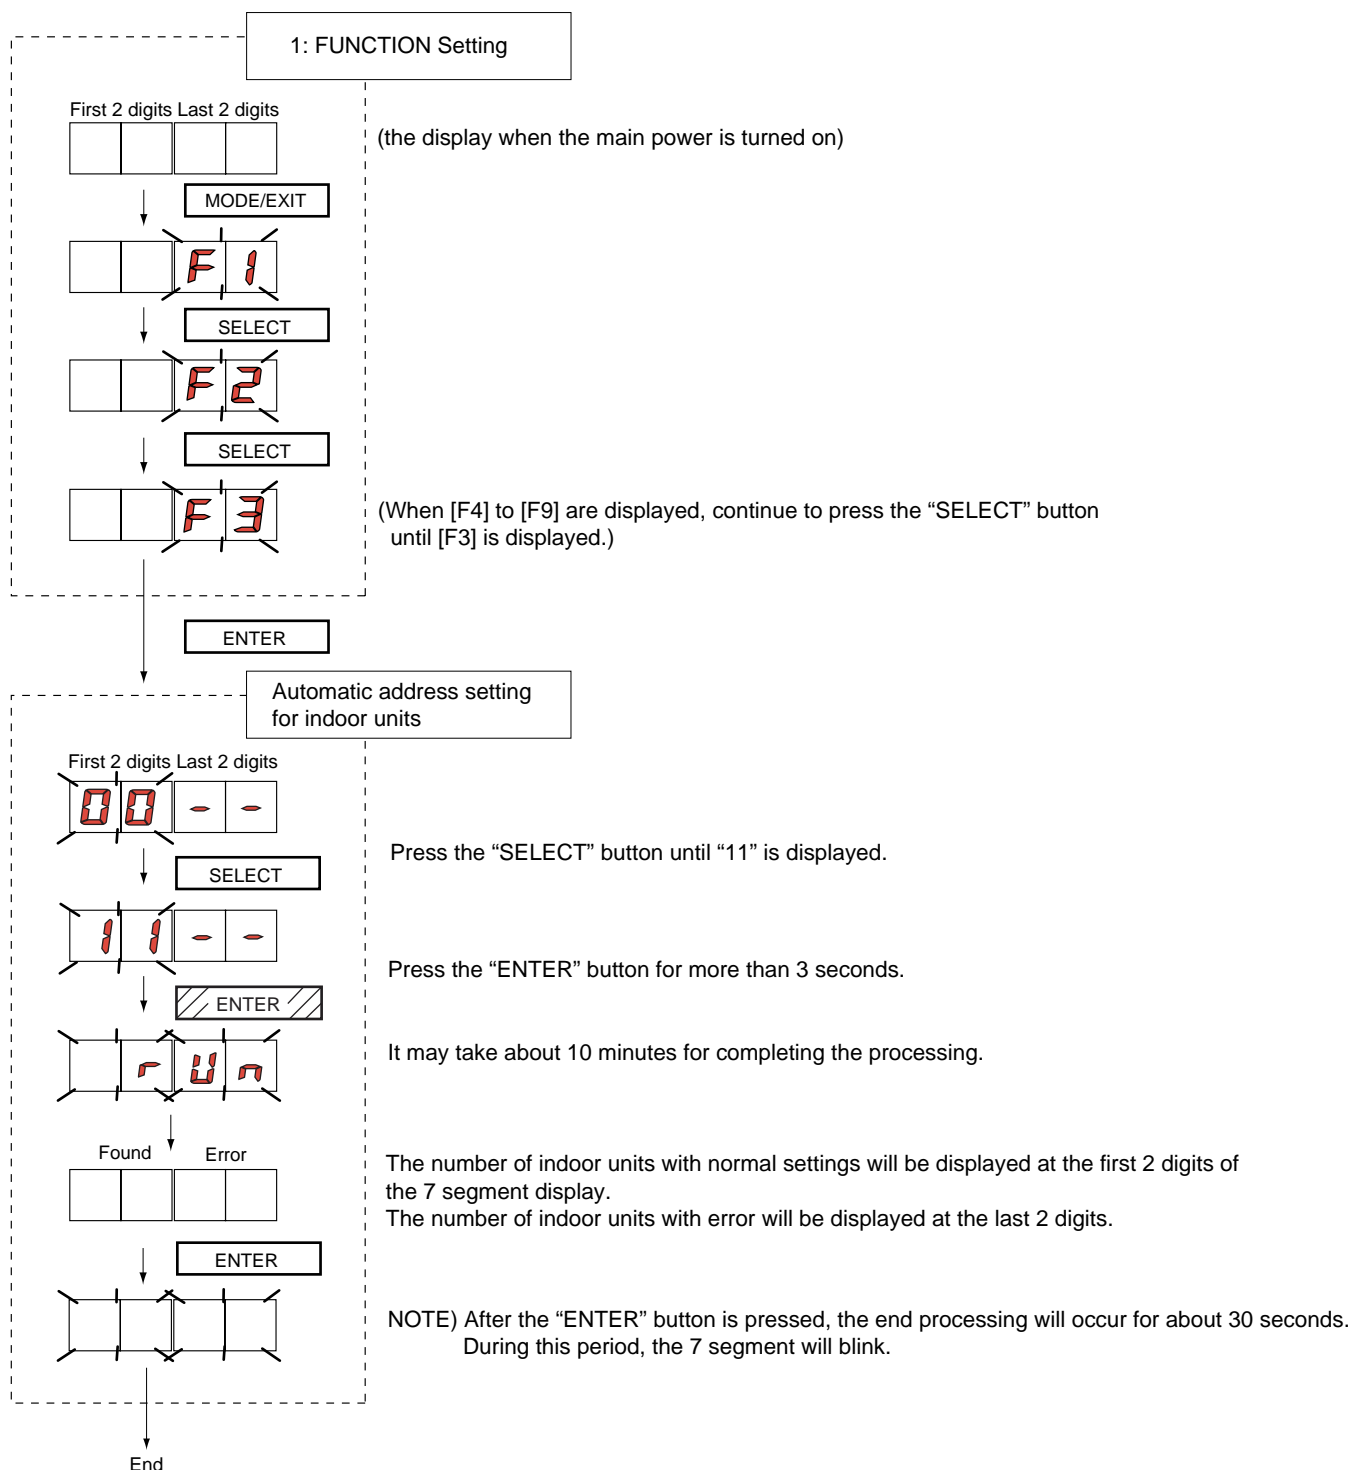 1: FUNCTION Setting
First 2 digits Last 2 digits
(the display when the main power is turned on)
MODE/EXIT
F1
SELECT
F2
SELECT
F3
(When [F4] to [F9] are displayed, continue to press the “SELECT” button
until [F3] is displayed.)
ENTER
Automatic address setting
for indoor units
First 2 digits Last 2 digits
00--
Press the “SELECT” button until “11” is displayed.
SELECT
11--
Press the “ENTER” button for more than 3 seconds.
ENTER
rUn
It may take about 10 minutes for completing the processing.
Found Error
The number of indoor units with normal settings will be displayed at the first 2 digits of
the 7 segment display.
The number of indoor units with error will be displayed at the last 2 digits.
ENTER
NOTE) After the “ENTER” button is pressed, the end processing will occur for about 30 seconds.
During this period, the 7 segment will blink.
End